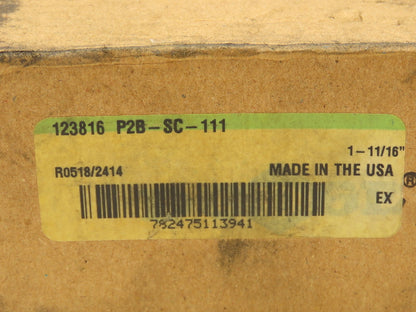 123816 P2B-SC-111
1-11/16"
R0518/2414 MADE IN THE USA
®
EX
782475113941